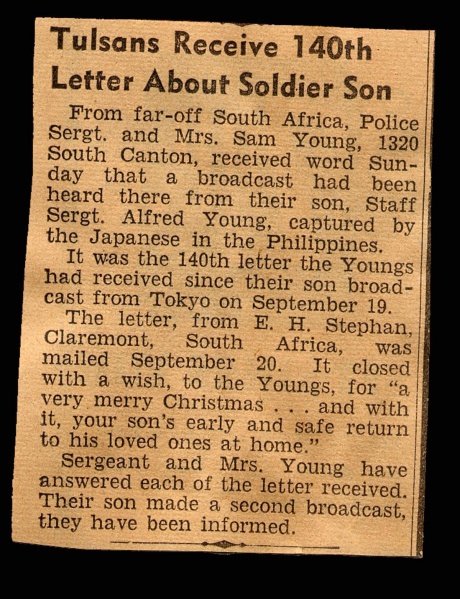 Tulsans Receive 140th
Letter About Soldier Son
From far-off South Africa, Police
Sergt. and Mrs. Sam Young, 1320
South Canton, received word Sun-
day that a broadcast had been
heard there from their son, Staff
Sergt. Alfred Young, captured by
the Japanese in the Philippines.
It was the 140th letter the Youngs
had received since their son broad-
cast from Tokyo on September 19.
The letter, from E. H. Stephan,
Claremont, South Africa, was
mailed September 20. It closed
with a wish, to the Youngs, for “a
very merry Christmas . . . and with
it, your son's early and safe return
to his loved ones at home.”
Sergeant and Mrs. Young have
answered each of the letter received.
Their son made a second broadcast,
they have been informed.